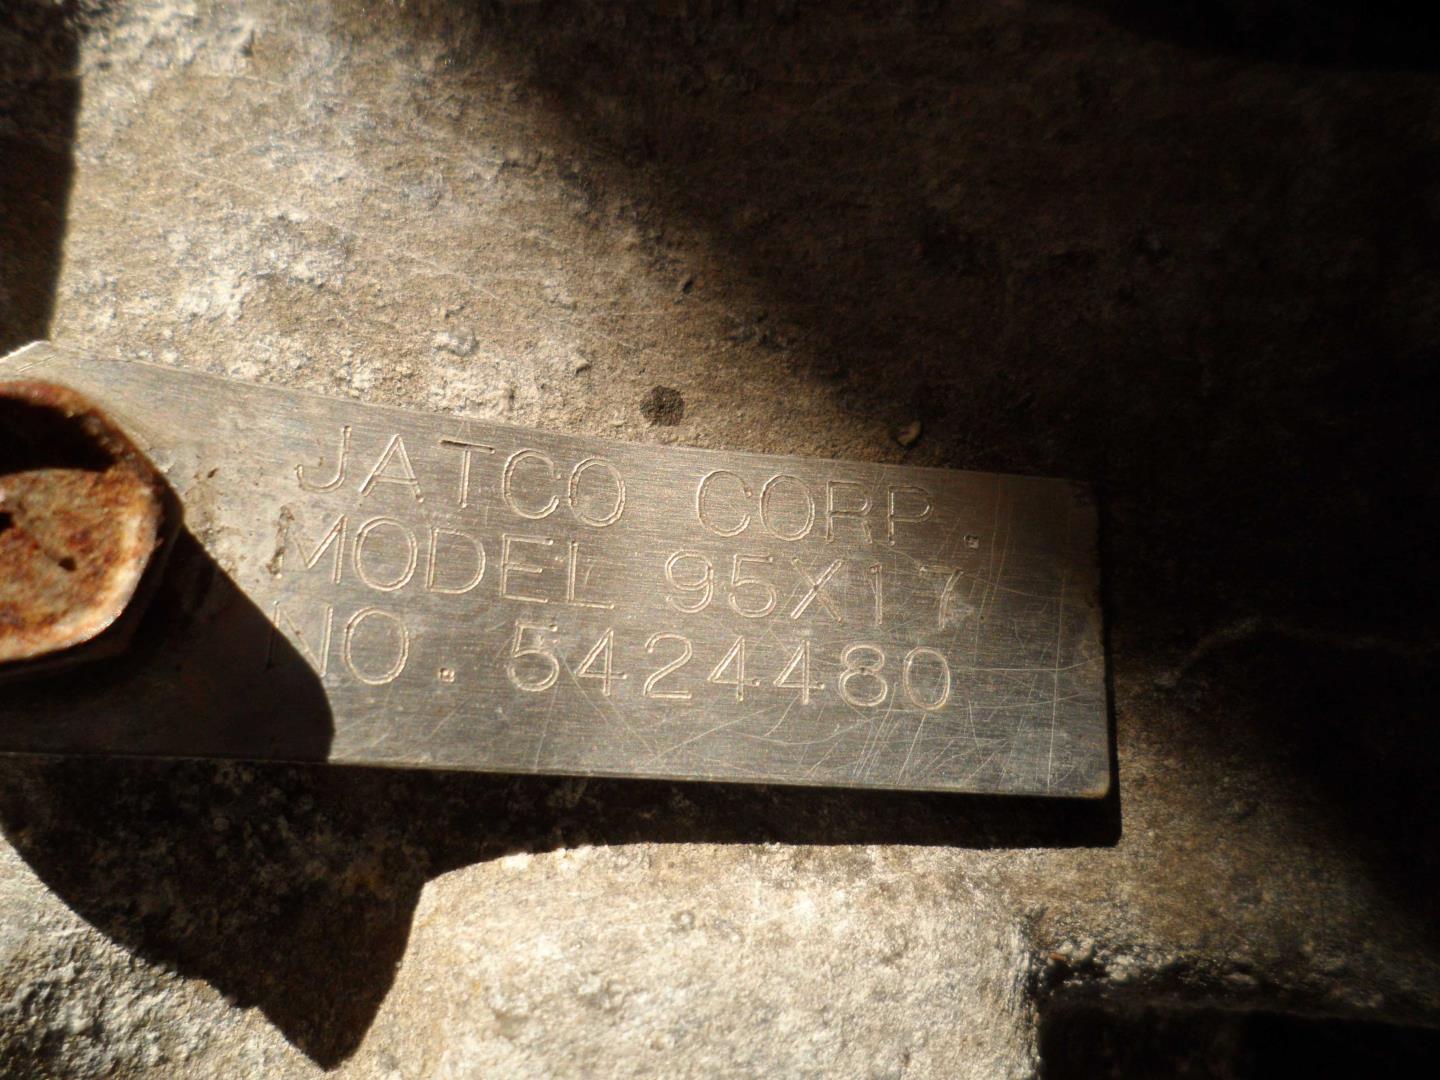 JATCO CORP.
MODEL 95X17
NO. 5424480